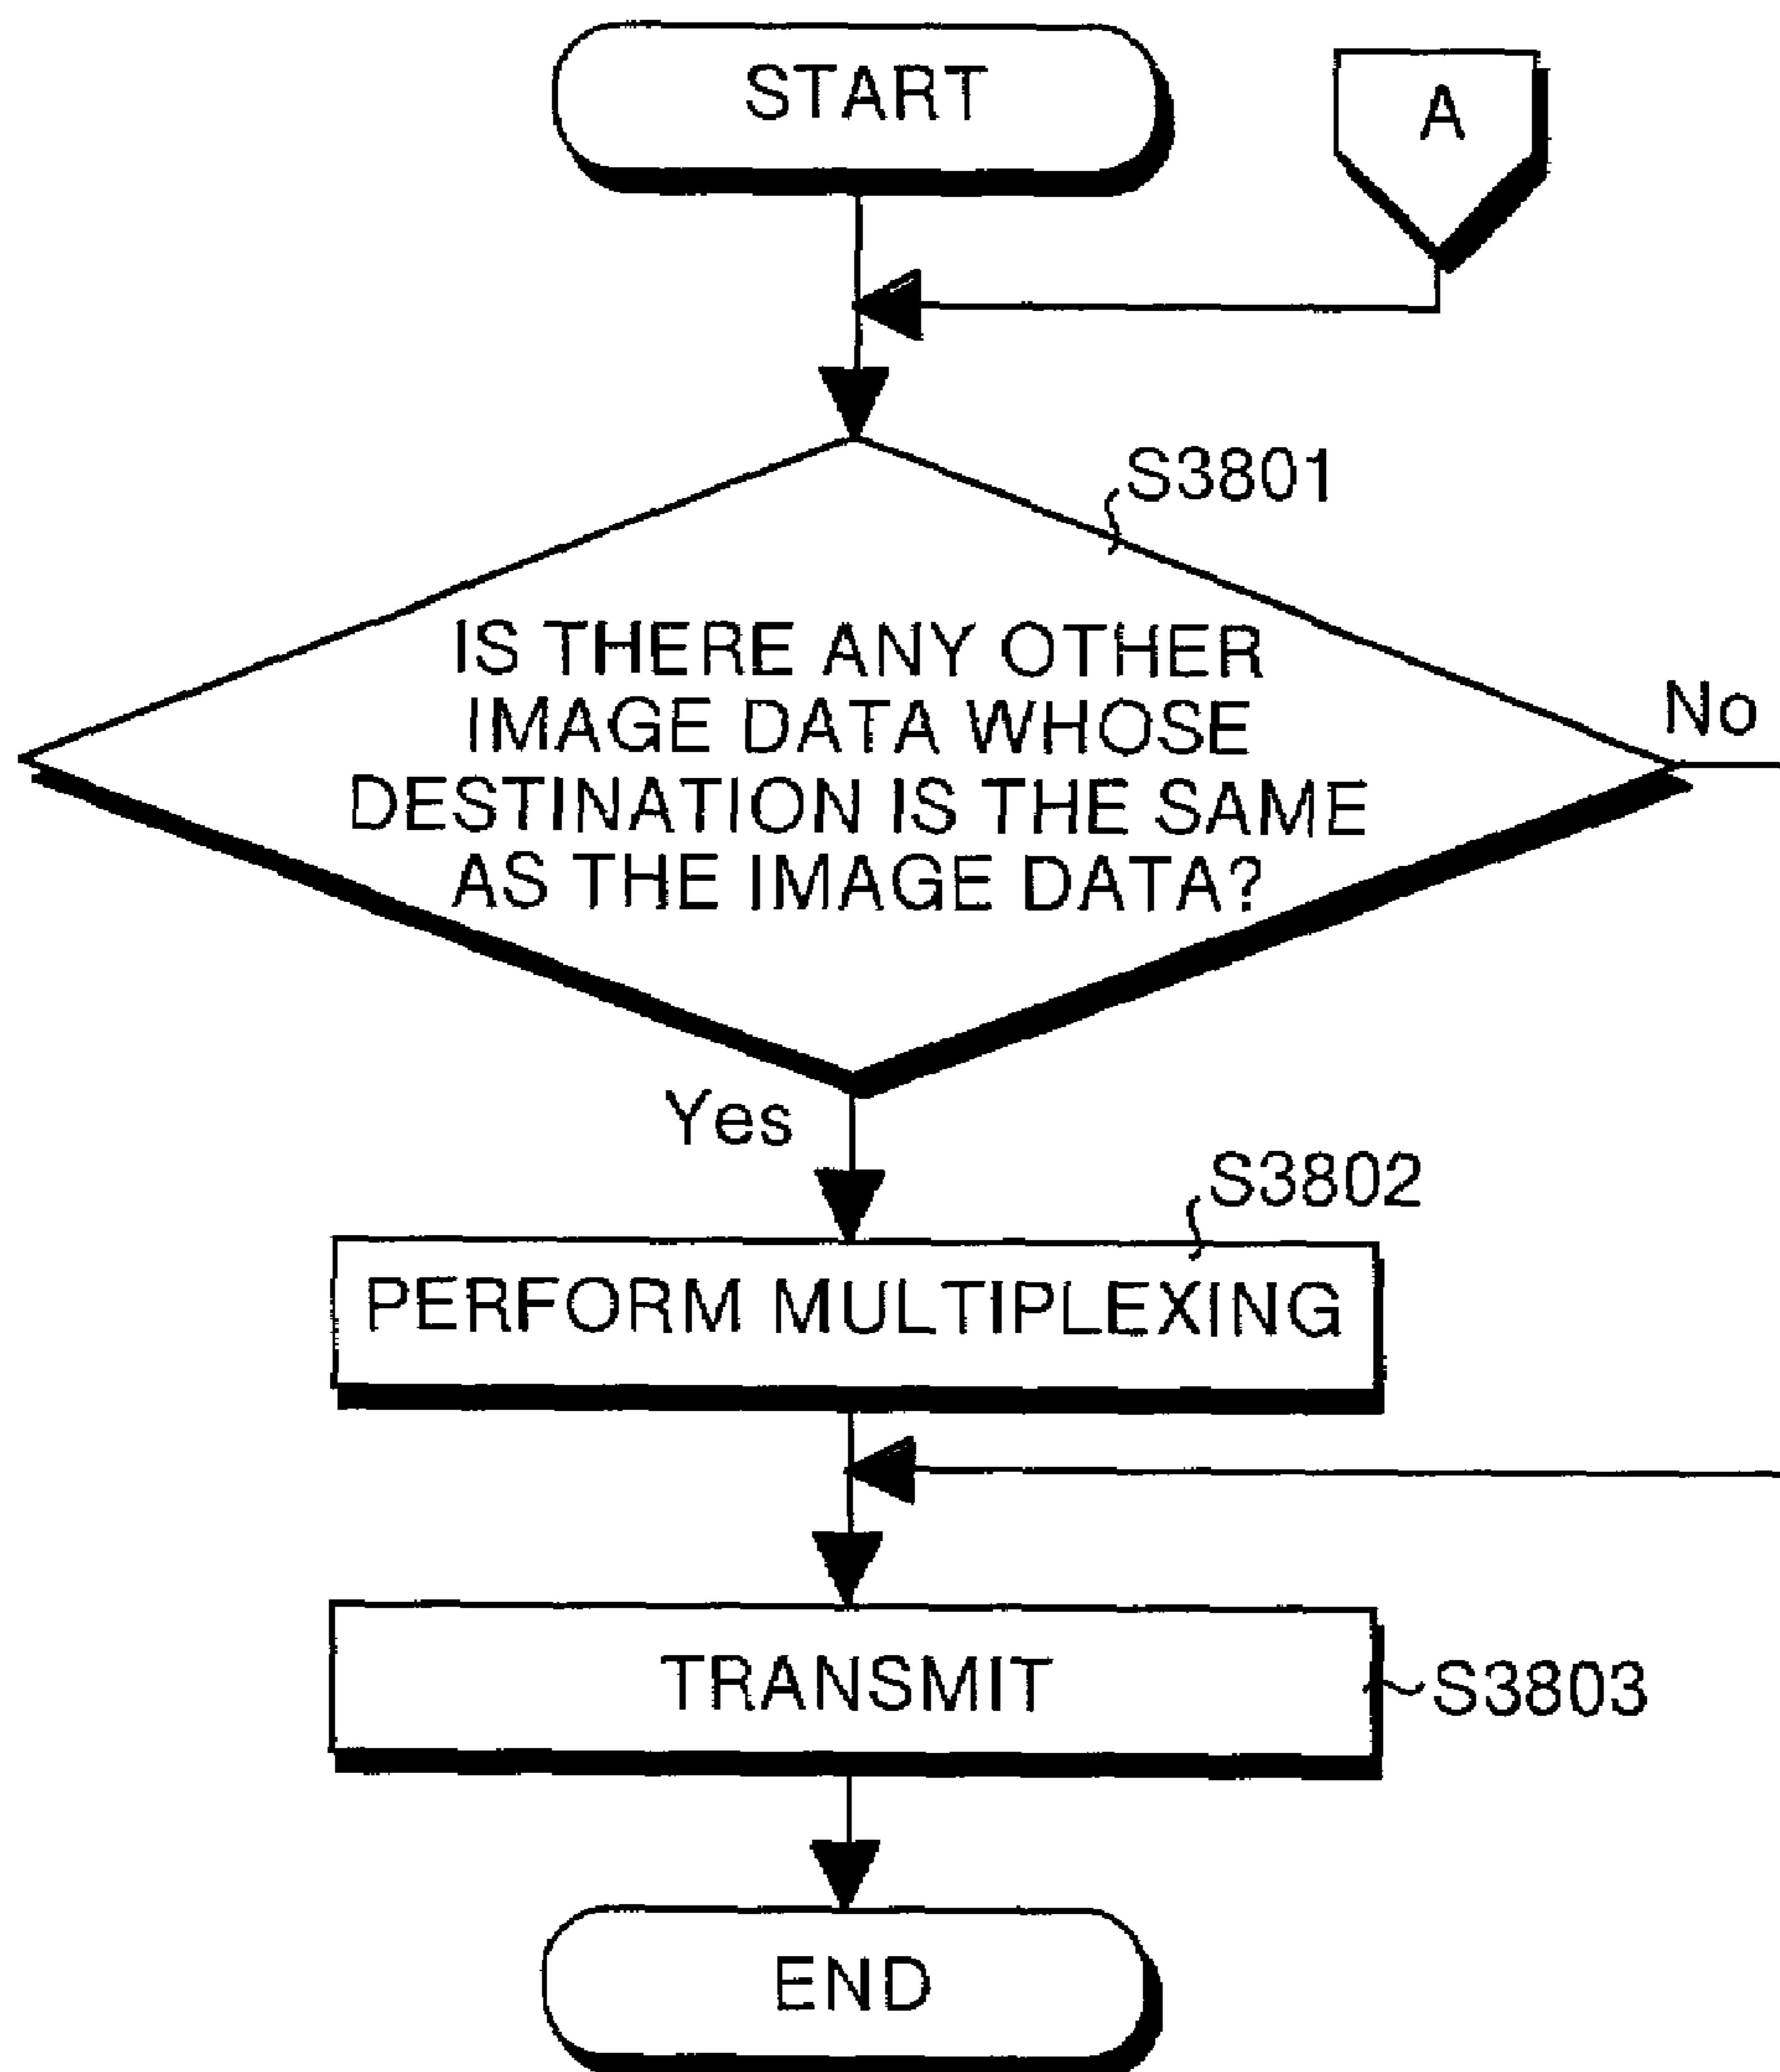 START
A
S3801
IS THERE ANY OTHER
IMAGE DATA WHOSE
DESTINATION IS THE SAME
AS THE IMAGE DATA?
No
Yes
S3802
PERFORM MULTIPLEXING
TRANSMIT
S3803
END